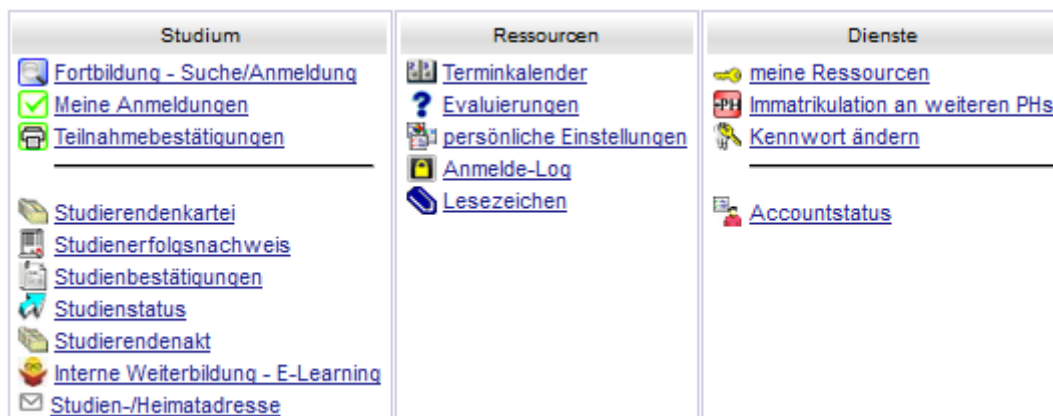 Studium
Fortbildung - Suche/Anmeldung
Meine Anmeldungen
Teilnahmebestätigungen
Studierendenkartei
Studienerfolgsnachweis
Studienbestätigungen
Studienstatus
Studierendenakt
Interne Weiterbildung - E-Learning
Studien-/Heimatadresse
Ressourcen
Terminkalender
Evaluierungen
persönliche Einstellungen
Anmelde-Log
Lesezeichen
Dienste
meine Ressourcen
-PH Immatrikulation an weiteren PHs
Kennwort ändern
Accountstatus